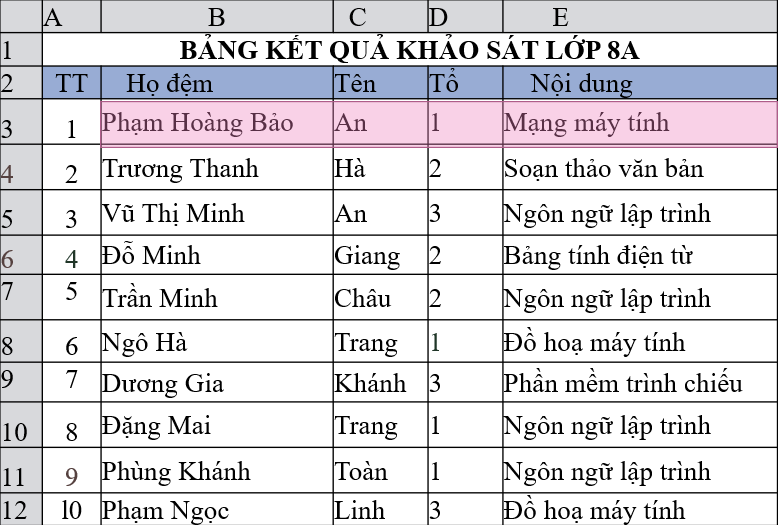 A B C D E
1 BẢNG KẾT QUẢ KHẢO SÁT LỚP 8A
2 TT Họ đệm Tên Tổ Nội dung
3 1 Phạm Hoàng Bảo An 1 Mạng máy tính
4 2 Trương Thanh Hà 2 Soạn thảo văn bản
5 3 Vũ Thị Minh An 3 Ngôn ngữ lập trình
6 4 Đỗ Minh Giang 2 Bảng tính điện từ
7 5 Trần Minh Châu 2 Ngôn ngữ lập trình
8 6 Ngô Hà Trang 1 Đồ hoạ máy tính
9 7 Dương Gia Khánh 3 Phần mềm trình chiếu
10 8 Đặng Mai Trang 1 Ngôn ngữ lập trình
11 9 Phùng Khánh Toàn 1 Ngôn ngữ lập trình
12 10 Phạm Ngọc Linh 3 Đồ hoạ máy tính